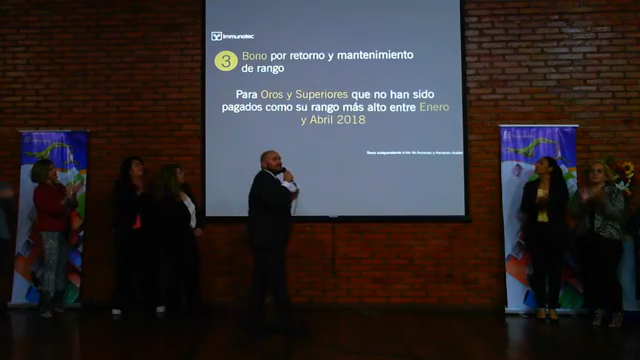 immunotec
3 Bono por retorno y mantenimiento
de rango
Para Oros y Superiores que no han sido
pagados como su rango más alto entre Enero
y Abril 2018